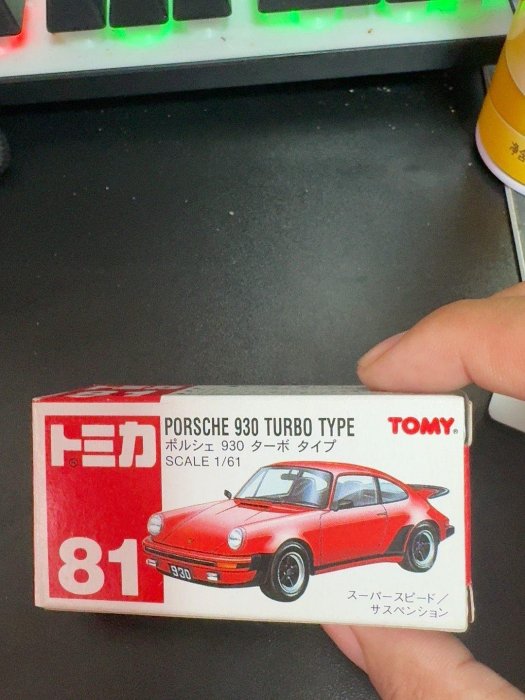 トミカ
81
PORSCHE 930 TURBO TYPE
ポルシェ 930 ターボ タイプ
SCALE 1/61
TOMY
930
スーパースピード/
サスペンション